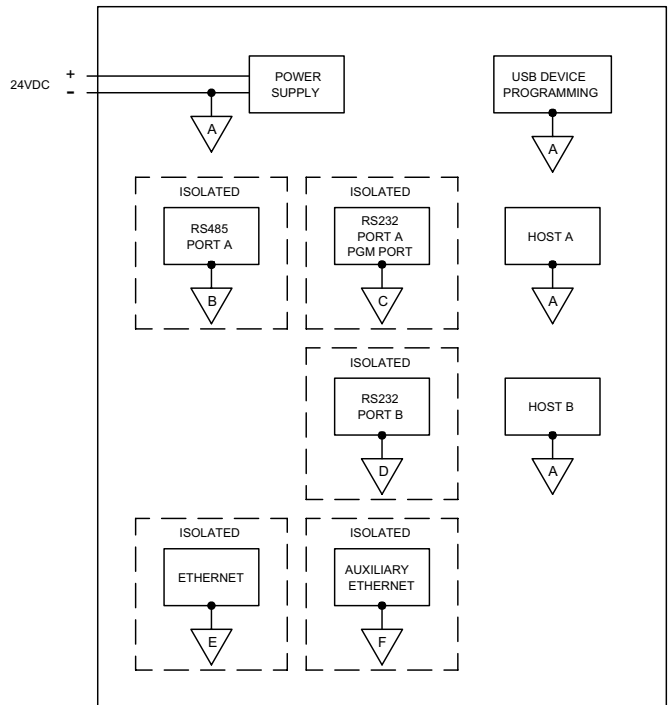 24VDC
+
-
POWER
SUPPLY
A
USB DEVICE
PROGRAMMING
A
ISOLATED
RS485
PORT A
B
ISOLATED
RS232
PORT A
PGM PORT
C
HOST A
A
ISOLATED
RS232
PORT B
D
HOST B
A
ISOLATED
ETHERNET
E
ISOLATED
AUXILIARY
ETHERNET
F